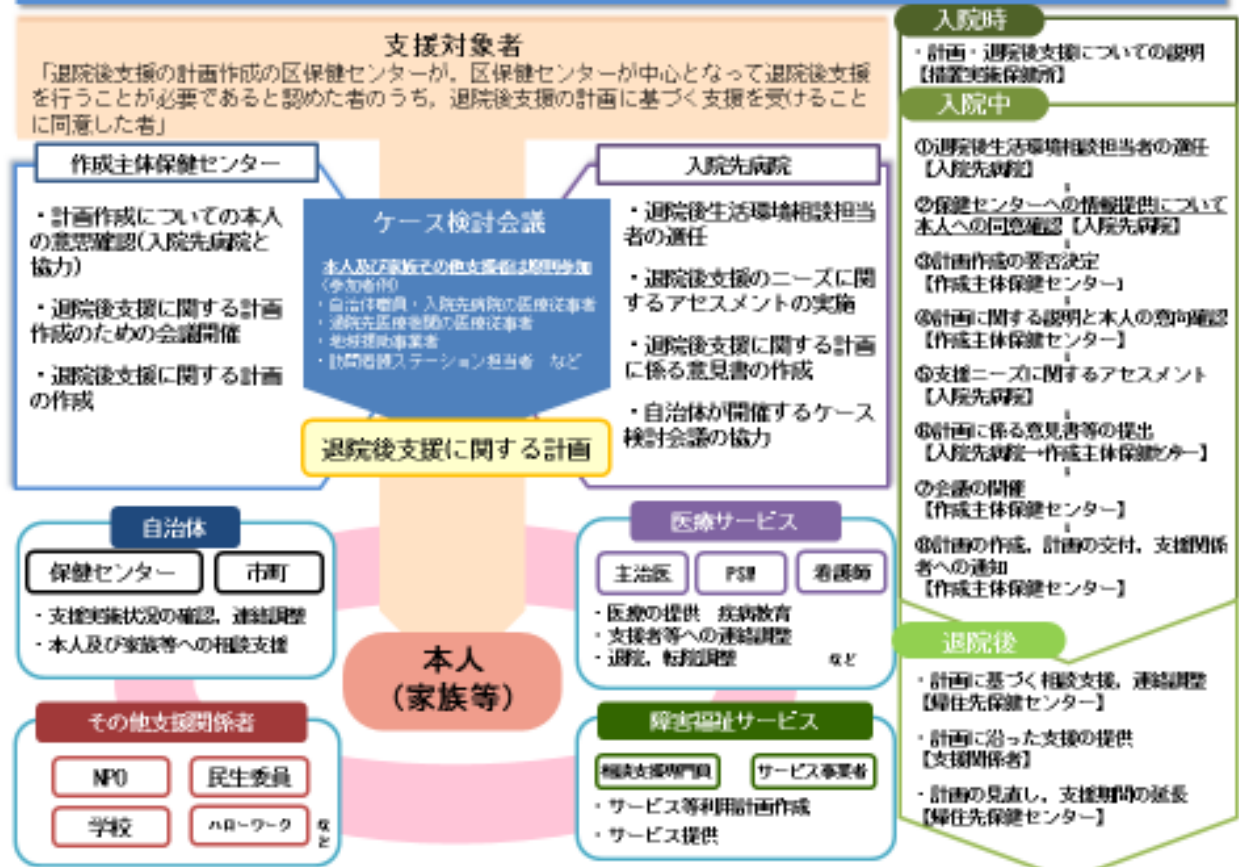 支援対象者
「退院後支援の計画作成の区保健センターが，区保健センターが中心となって退院後支援
を行うことが必要であると認めた者のうち，退院後支援の計画に基づく支援を受けること
に同意した者」
作成主体保健センター
・計画作成についての本人
の意思確認(入院先病院と
協力)
・退院後支援に関する計画
作成のための会議開催
・退院後支援に関する計画
の作成
ケース検討会議
本人及び家族その他支援者は原則参加
(参加者例)
・自治体職員・入院先病院の医療従事者
・通院先医療機関の医療従事者
・地域援助事業者
・訪問看護ステーション担当者　など
入院先病院
・退院後生活環境相談担当
者の選任
・退院後支援のニーズに関
するアセスメントの実施
・退院後支援に関する計画
に係る意見書の作成
・自治体が開催するケース
検討会議の協力
退院後支援に関する計画
自治体
保健センター
市町
・支援実施状況の確認，連絡調整
・本人及び家族等への相談支援
医療サービス
主治医
PSW
看護師
・医療の提供　疾病教育
・支援者等への連絡調整
・退院，転院調整　など
本人
(家族等)
その他支援関係者
NPO
民生委員
学校
ハローワーク
など
障害福祉サービス
相談支援専門員
サービス事業者
・サービス等利用計画作成
・サービス提供
入院時
・計画・退院後支援についての説明
【措置実施保健所】
入院中
①退院後生活環境相談担当者の選任
【入院先病院】
②保健センターへの情報提供について
本人への同意確認【入院先病院】
③計画作成の要否決定
【作成主体保健センター】
④計画に関する説明と本人の意向確認
【作成主体保健センター】
⑤支援ニーズに関するアセスメント
【入院先病院】
⑥計画に係る意見書等の提出
【入院先病院→作成主体保健センター】
⑦会議の開催
【作成主体保健センター】
⑧計画の作成，計画の交付，支援関係
者への通知
【作成主体保健センター】
退院後
・計画に基づく相談支援，連絡調整
【帰住先保健センター】
・計画に沿った支援の提供
【支援関係者】
・計画の見直し，支援期間の延長
【帰住先保健センター】